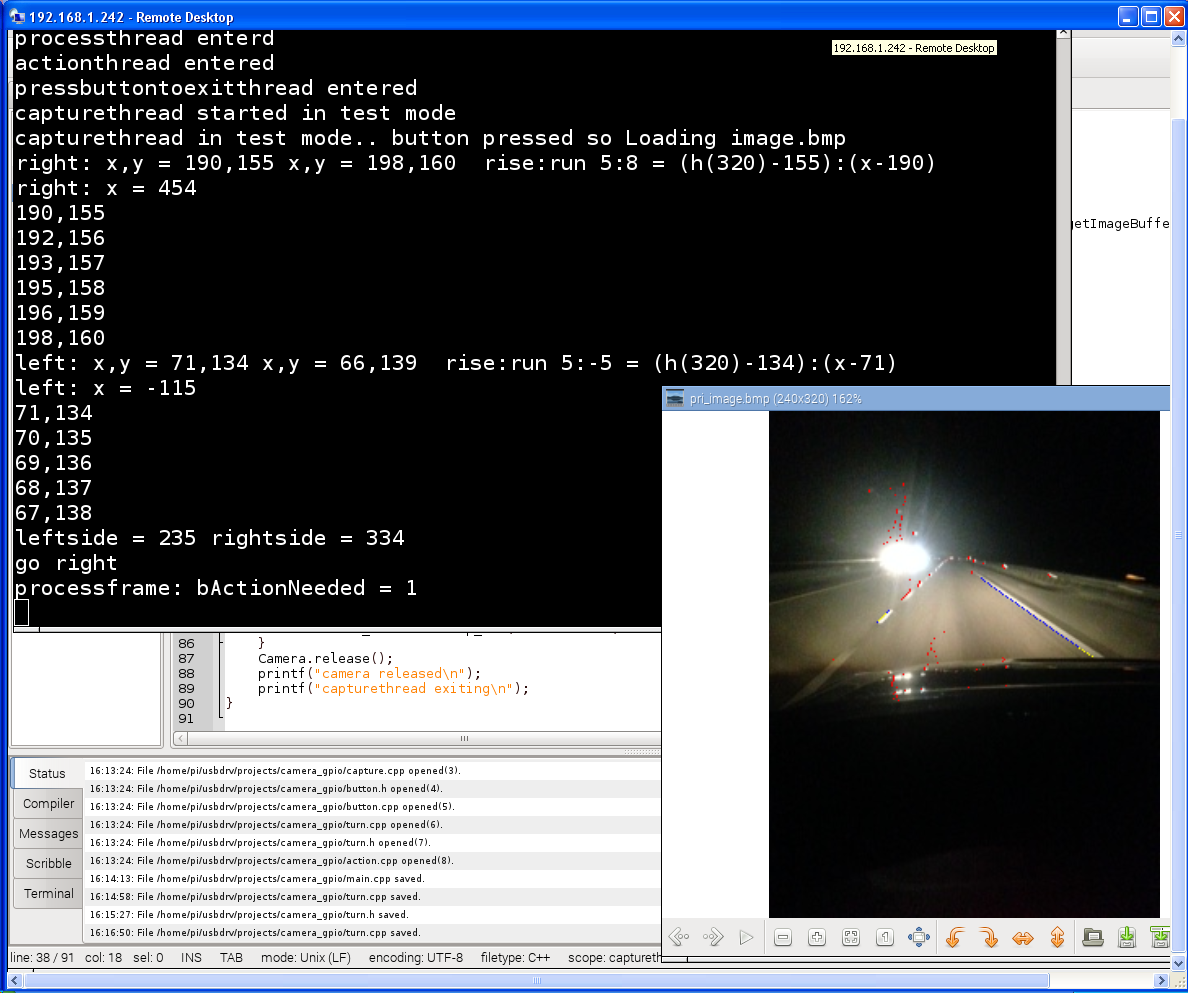 192.168.1.242 - Remote Desktop
192.168.1.242 - Remote Desktop
processthread enterd
actionthread entered
pressbuttontoexitthread entered
capturethread started in test mode
capturethread in test mode.. button pressed so Loading image.bmp
right: x,y = 190,155 x,y = 198,160  rise:run 5:8 = (h(320)-155):(x-190)
right: x = 454
190,155
192,156
193,157
195,158
196,159
198,160
left: x,y = 71,134 x,y = 66,139  rise:run 5:-5 = (h(320)-134):(x-71)
left: x = -115
71,134
70,135
69,136
68,137
67,138
leftside = 235 rightside = 334
go right
processframe: bActionNeeded = 1
getImageBuffe
pri_image.bmp (240x320) 162%
86 }
87 Camera.release();
88 printf("camera released\n");
89 printf("capturethread exiting\n");
90 }
91
Status
Compiler
Messages
Scribble
Terminal
16:13:24: File /home/pi/usbdrv/projects/camera_gpio/capture.cpp opened(3).
16:13:24: File /home/pi/usbdrv/projects/camera_gpio/button.h opened(4).
16:13:24: File /home/pi/usbdrv/projects/camera_gpio/button.cpp opened(5).
16:13:24: File /home/pi/usbdrv/projects/camera_gpio/turn.cpp opened(6).
16:13:24: File /home/pi/usbdrv/projects/camera_gpio/turn.h opened(7).
16:13:24: File /home/pi/usbdrv/projects/camera_gpio/action.cpp opened(8).
16:14:13: File /home/pi/usbdrv/projects/camera_gpio/main.cpp saved.
16:14:58: File /home/pi/usbdrv/projects/camera_gpio/turn.cpp saved.
16:15:27: File /home/pi/usbdrv/projects/camera_gpio/turn.h saved.
16:16:50: File /home/pi/usbdrv/projects/camera_gpio/turn.cpp saved.
line: 38 / 91 col: 18 sel: 0 INS TAB mode: Unix (LF) encoding: UTF-8 filetype: C++ scope: captureth